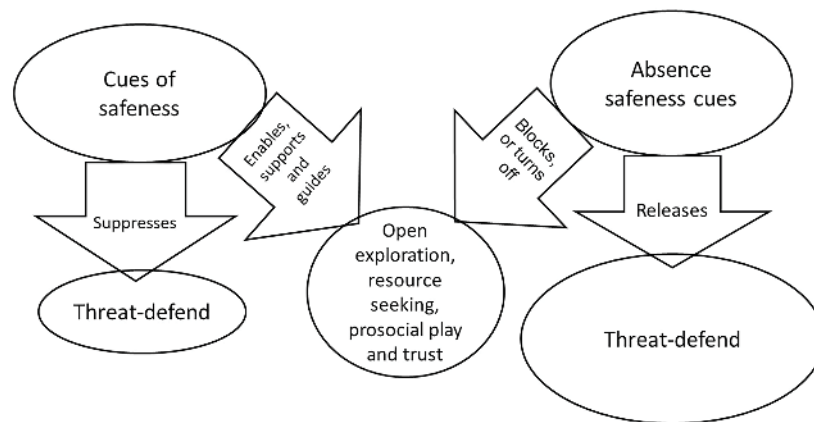 Cues of
safeness
Absence
safeness cues
Enables,
supports
and
guides
Blocks,
or turns
off
Suppresses
Releases
Open
exploration,
resource
seeking,
prosocial play
and trust
Threat-defend
Threat-defend